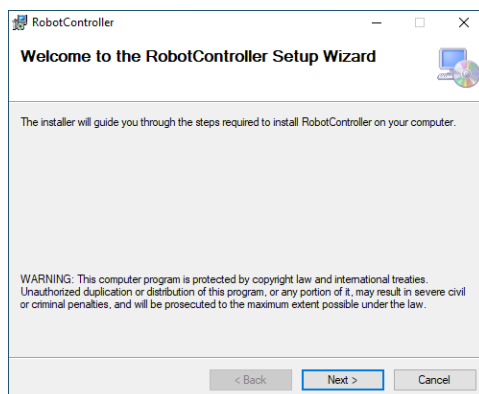 RobotController
Welcome to the RobotController Setup Wizard
The installer will guide you through the steps required to install RobotController on your computer.
WARNING: This computer program is protected by copyright law and international treaties.
Unauthorized duplication or distribution of this program, or any portion of it, may result in severe civil
or criminal penalties, and will be prosecuted to the maximum extent possible under the law.
< Back
Next >
Cancel